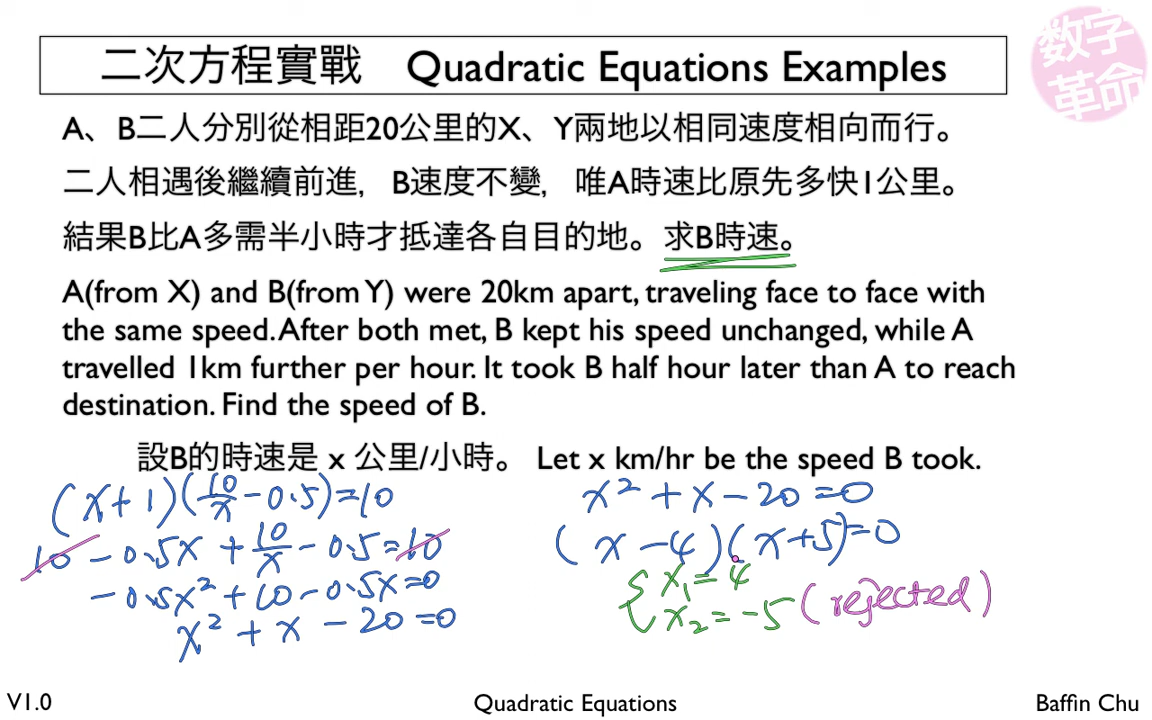 数字
革命
二次方程實戰 Quadratic Equations Examples
A、B二人分別從相距20公里的X、Y兩地以相同速度相向而行。
二人相遇後繼續前進，B速度不變，唯A時速比原先多快1公里。
結果B比A多需半小時才抵達各自目的地。求B時速。
A(from X) and B(from Y) were 20km apart, traveling face to face with
the same speed. After both met, B kept his speed unchanged, while A
travelled 1km further per hour. It took B half hour later than A to reach
destination. Find the speed of B.
設B的時速是 x 公里/小時。 Let x km/hr be the speed B took.
(x+1)(10/x-0.5)=10
10-0.5x+10/x-0.5=10
-0.5x²+10-0.5x=0
x²+x-20=0
x²+x-20=0
(x-4)(x+5)=0
{x₁=4
x₂=-5 (rejected)
V1.0 Quadratic Equations Baffin Chu